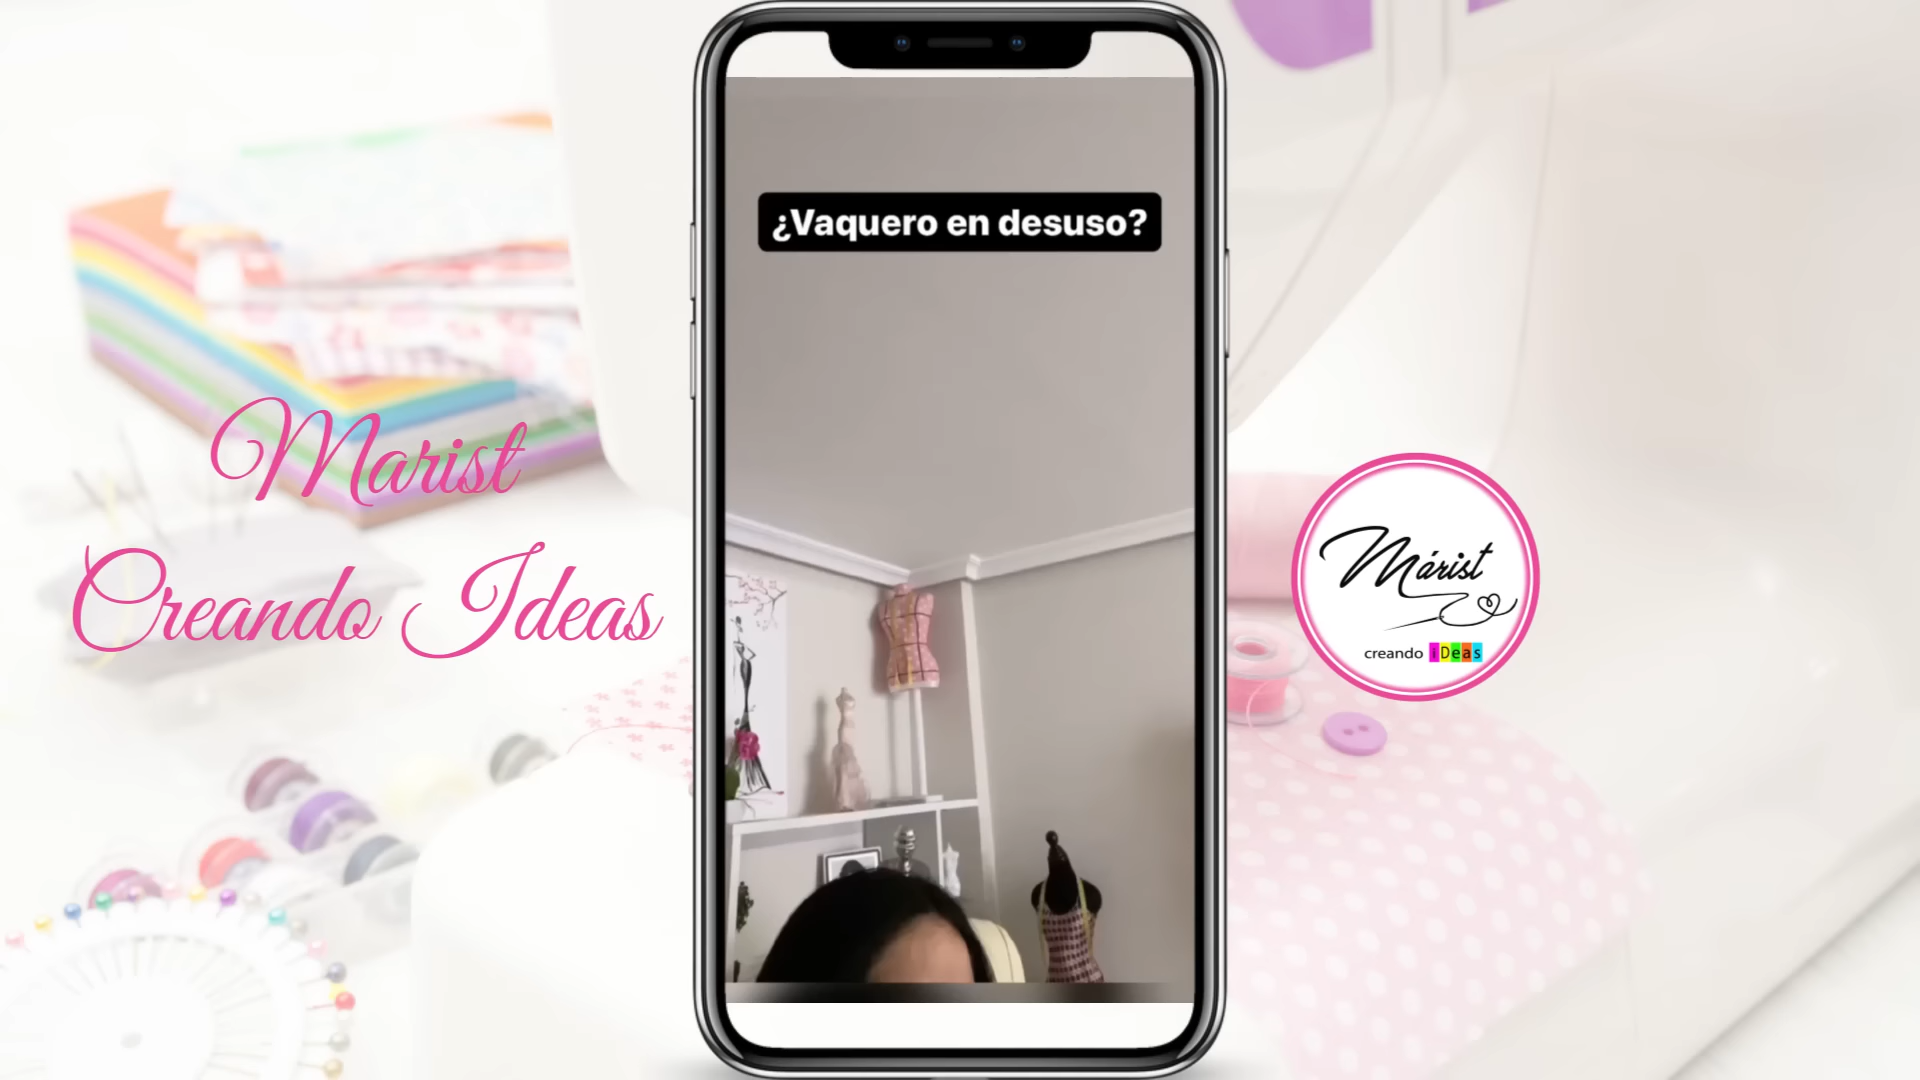 ¿Vaquero en desuso?
Marist
Creando Ideas
Márist
creando iDeas